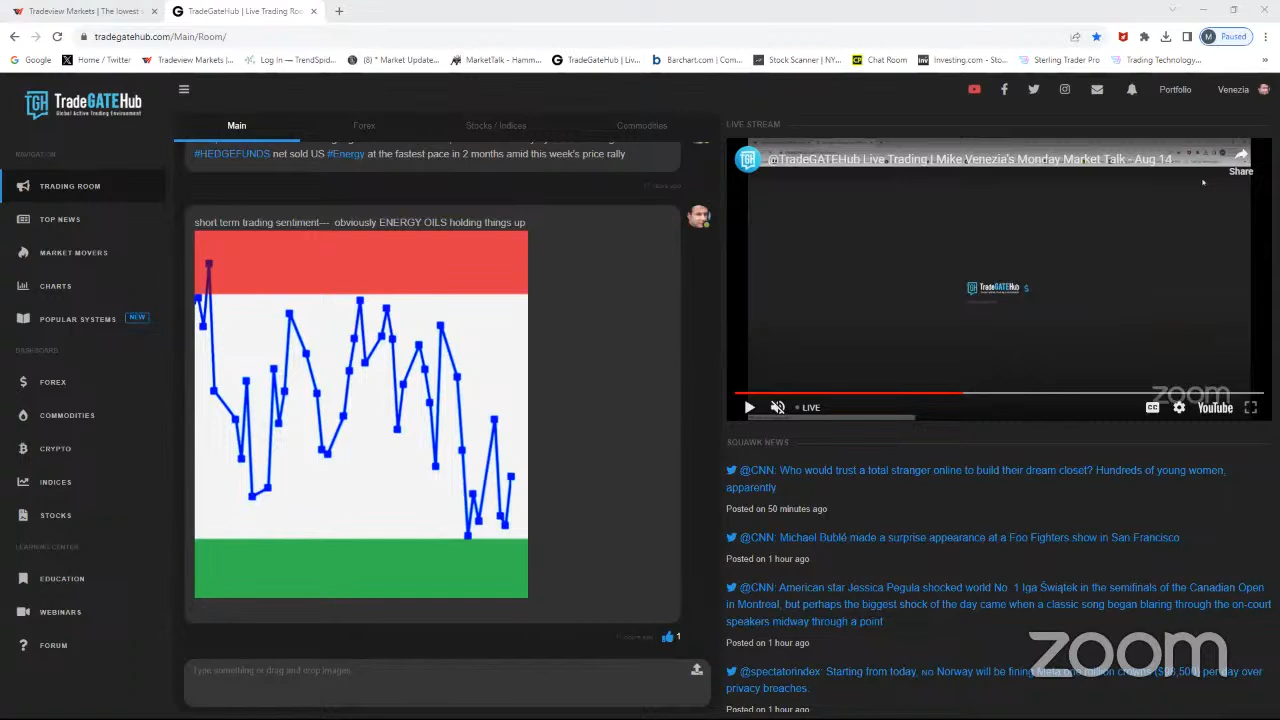 Tradeview Markets | The lowest s
TradeGateHub | Live Trading Roo
tradegatehub.com/Main/Room/
Paused
Google
Home / Twitter
Tradeview Markets |...
Log In — TrendSpid...
(8) * Market Update...
MarketTalk - Hamm...
TradeGateHub | Liv...
Barchart.com | Com...
Stock Scanner | NY...
Chat Room
Investing.com - Sto...
Sterling Trader Pro
Trading Technology...
TradeGATEHub
Global Active Trading Environment
Portfolio
Venezia
NAVIGATION
TRADING ROOM
TOP NEWS
MARKET MOVERS
CHARTS
POPULAR SYSTEMS NEW
DASHBOARD
FOREX
COMMODITIES
CRYPTO
INDICES
STOCKS
LEARNING CENTER
EDUCATION
WEBINARS
FORUM
Main
Forex
Stocks / Indices
Commodities
#HEDGEFUNDS net sold US #Energy at the fastest pace in 2 months amid this week's price rally
short term trading sentiment--- obviously ENERGY OILS holding things up
1
Type something or drag and drop images
LIVE STREAM
@TradeGATEHub Live Trading | Mike Venezia's Monday Market Talk - Aug 14
Share
TradeGATEHub
zoom
LIVE
YouTube
SQUAWK NEWS
@CNN: Who would trust a total stranger online to build their dream closet? Hundreds of young women,
apparently
Posted on 50 minutes ago
@CNN: Michael Bublé made a surprise appearance at a Foo Fighters show in San Francisco
Posted on 1 hour ago
@CNN: American star Jessica Pegula shocked world No. 1 Iga Świątek in the semifinals of the Canadian Open
in Montreal, but perhaps the biggest shock of the day came when a classic song began blaring through the on-court
speakers midway through a point
Posted on 1 hour ago
@spectatorindex: Starting from today, NO Norway will be fining Meta one million crowns per day over
privacy breaches.
Posted on 1 hour ago
zoom